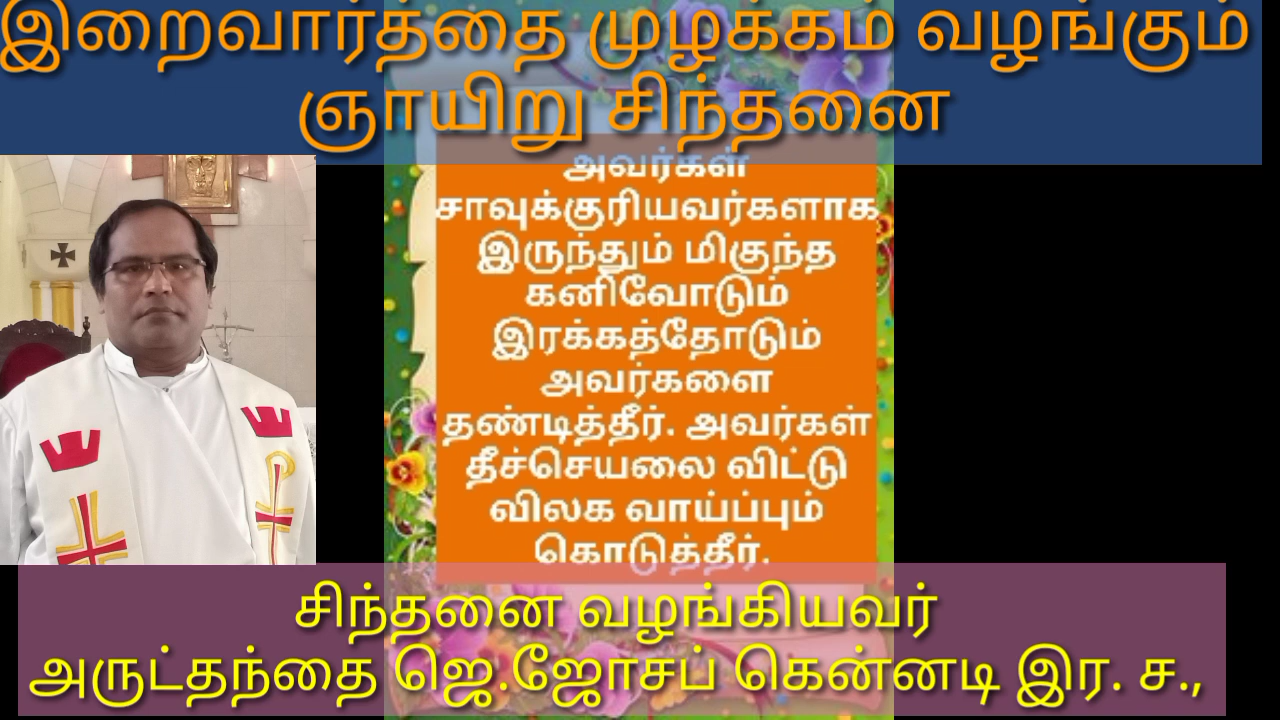 இறைவார்த்தை முழக்கம் வழங்கும்
ஞாயிறு சிந்தனை
அவர்கள்
சாவுக்குரியவர்களாக
இருந்தும் மிகுந்த
கனிவோடும்
இரக்கத்தோடும்
அவர்களை
தண்டித்தீர். அவர்கள்
தீச்செயலை விட்டு
விலக வாய்ப்பும்
கொடுத்தீர்.
சிந்தனை வழங்கியவர்
அருட்தந்தை ஜெ.ஜோசப் கென்னடி இர. ச.,